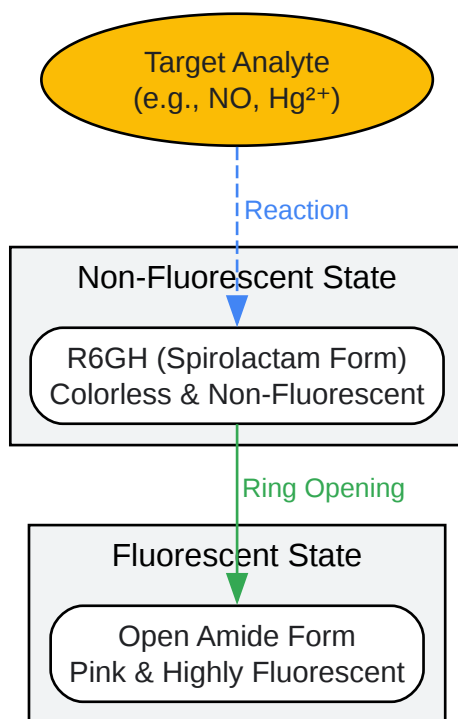 Target Analyte
(e.g., NO, Hg²⁺)
Reaction
Non-Fluorescent State
R6GH (Spirolactam Form)
Colorless & Non-Fluorescent
Ring Opening
Fluorescent State
Open Amide Form
Pink & Highly Fluorescent